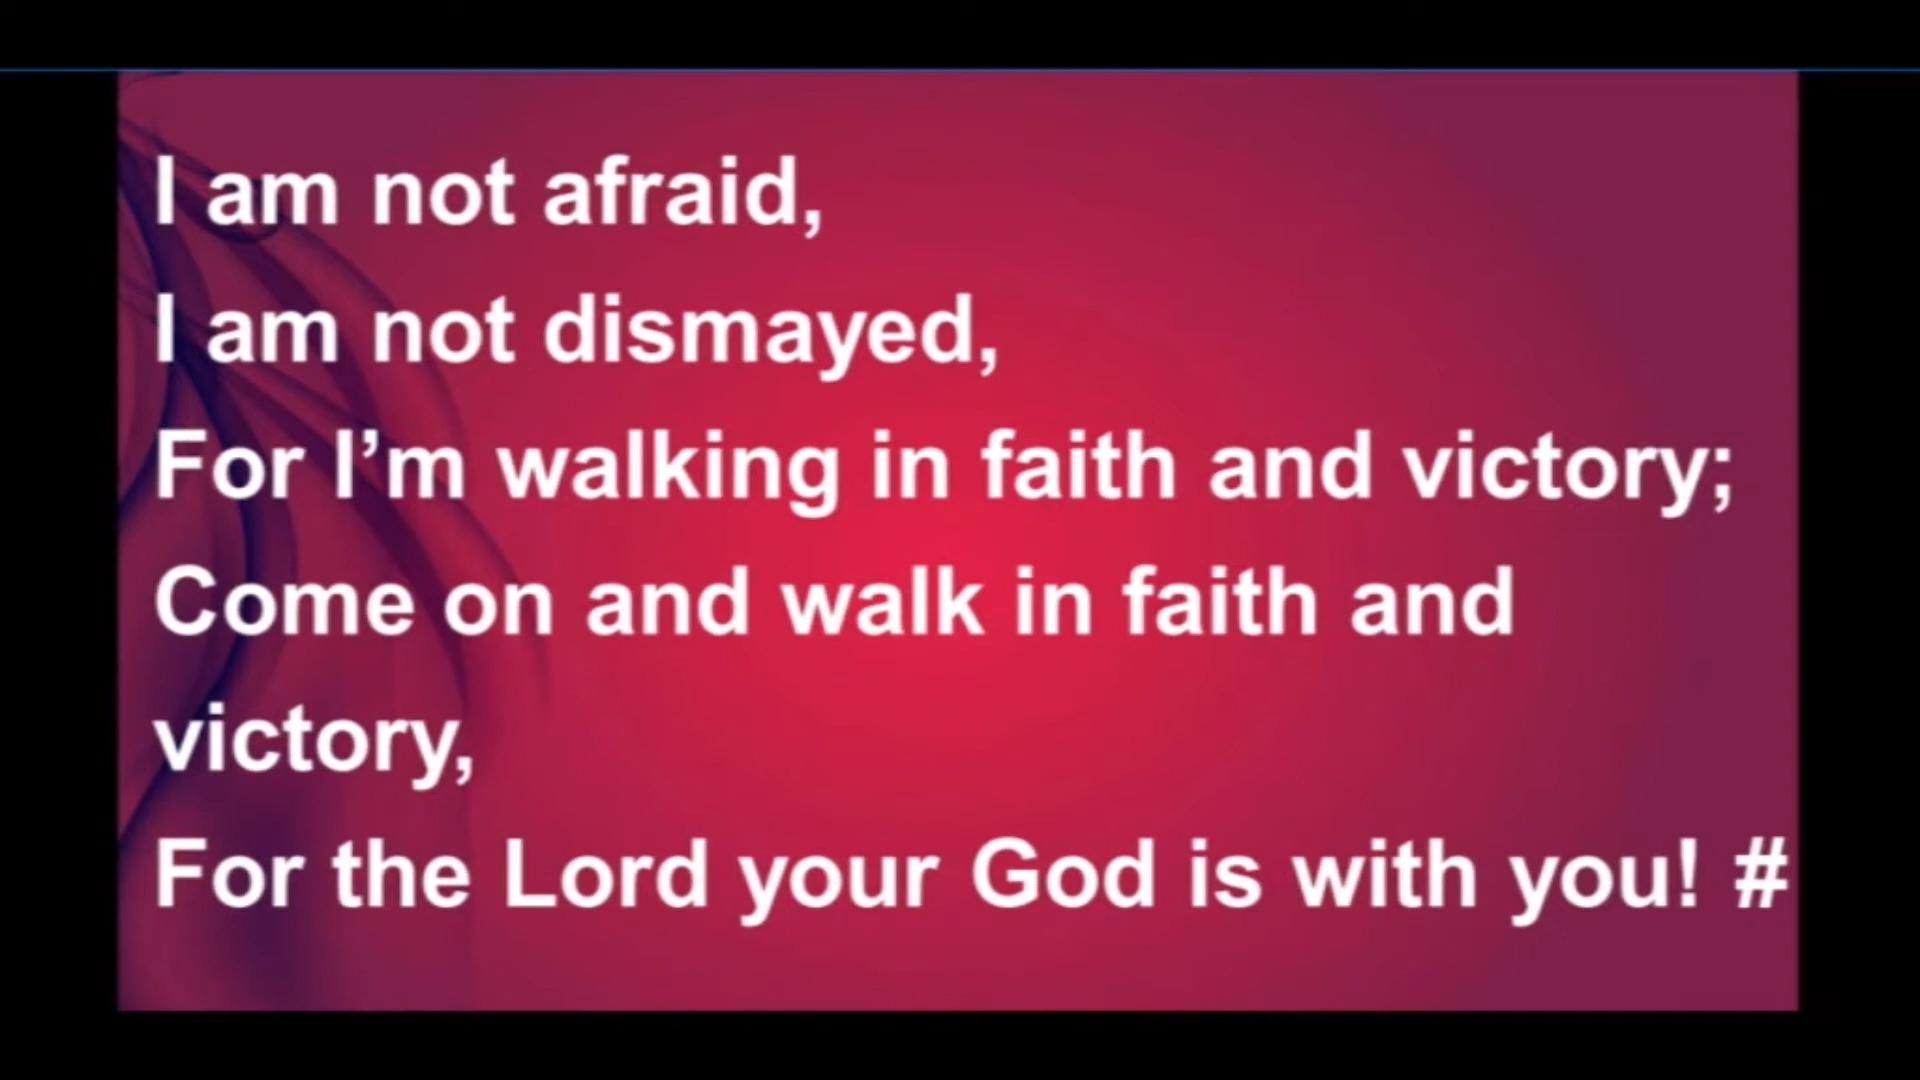 I am not afraid,
I am not dismayed,
For I’m walking in faith and victory;
Come on and walk in faith and
victory,
For the Lord your God is with you! #